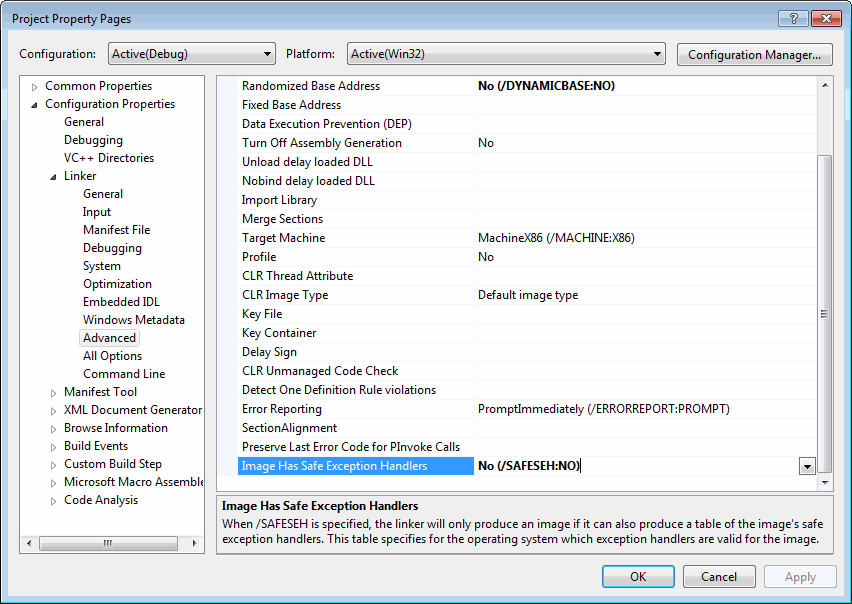 Project Property Pages
Configuration: Active(Debug) Platform: Active(Win32) Configuration Manager...
Common Properties
Configuration Properties
General
Debugging
VC++ Directories
Linker
General
Input
Manifest File
Debugging
System
Optimization
Embedded IDL
Windows Metadata
Advanced
All Options
Command Line
Manifest Tool
XML Document Generator
Browse Information
Build Events
Custom Build Step
Microsoft Macro Assemble
Code Analysis
Randomized Base Address No (/DYNAMICBASE:NO)
Fixed Base Address
Data Execution Prevention (DEP)
Turn Off Assembly Generation No
Unload delay loaded DLL
Nobind delay loaded DLL
Import Library
Merge Sections
Target Machine MachineX86 (/MACHINE:X86)
Profile No
CLR Thread Attribute
CLR Image Type Default image type
Key File
Key Container
Delay Sign
CLR Unmanaged Code Check
Detect One Definition Rule violations
Error Reporting PromptImmediately (/ERRORREPORT:PROMPT)
SectionAlignment
Preserve Last Error Code for PInvoke Calls
Image Has Safe Exception Handlers No (/SAFESEH:NO)
Image Has Safe Exception Handlers
When /SAFESEH is specified, the linker will only produce an image if it can also produce a table of the image's safe
exception handlers. This table specifies for the operating system which exception handlers are valid for the image.
OK Cancel Apply